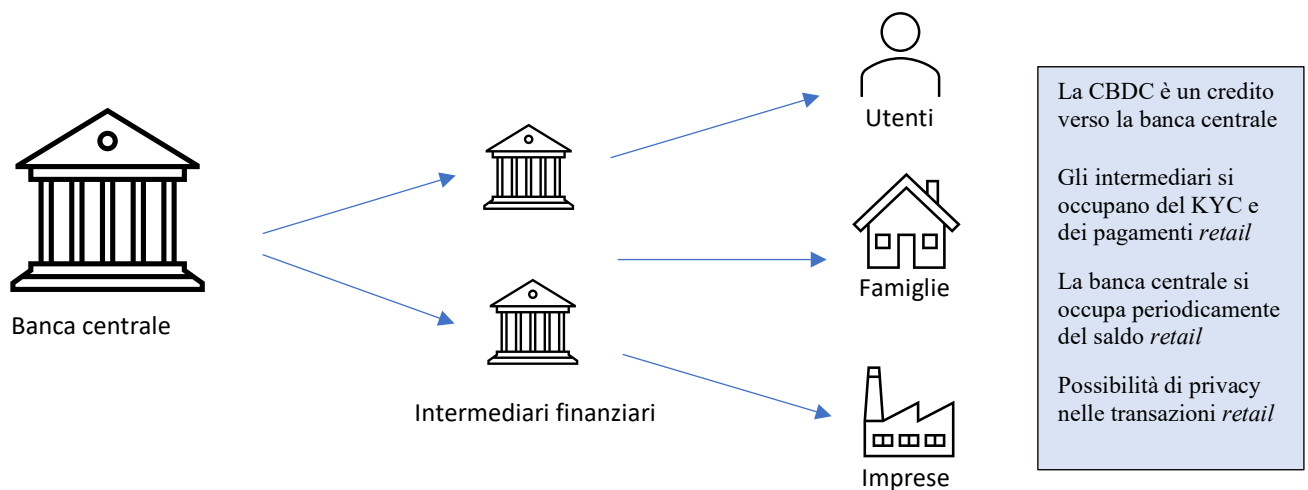 Banca centrale
Intermediari finanziari
Utenti
Famiglie
Imprese
La CBDC è un credito
verso la banca centrale
Gli intermediari si
occupano del KYC e
dei pagamenti retail
La banca centrale si
occupa periodicamente
del saldo retail
Possibilità di privacy
nelle transazioni retail